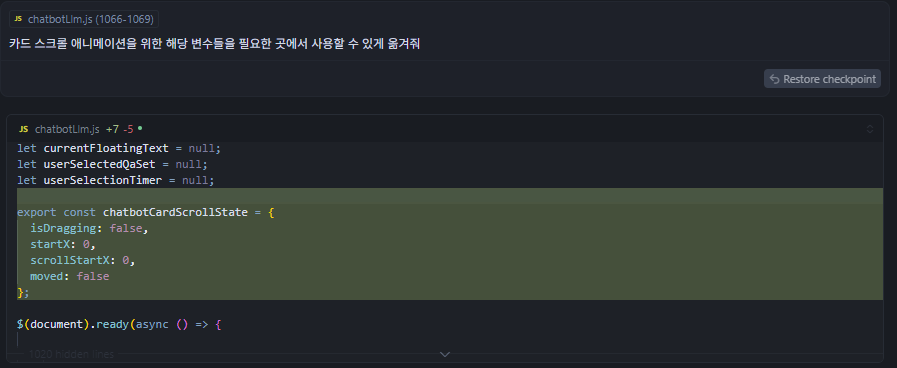 JS chatbotLlm.js (1066-1069)
카드 스크롤 애니메이션을 위한 해당 변수들을 필요한 곳에서 사용할 수 있게 옮겨줘
Restore checkpoint
JS chatbotLlm.js +7 -5
let currentFloatingText = null;
let userSelectedQaSet = null;
let userSelectionTimer = null;
export const chatbotCardScrollState = {
isDragging: false,
startX: 0,
scrollStartX: 0,
moved: false
};
$(document).ready(async () => {
1020 hidden lines